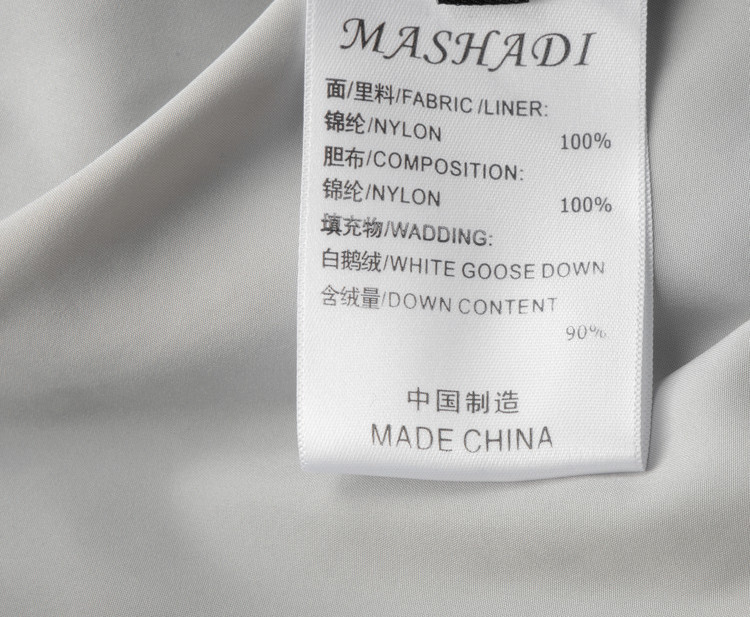 MASHADI
面/里料/FABRIC/LINER:
锦纶/NYLON 100%
胆布/COMPOSITION:
锦纶/NYLON 100%
填充物/WADDING:
白鹅绒/WHITE GOOSE DOWN
含绒量/DOWN CONTENT
90%
中国制造
MADE CHINA